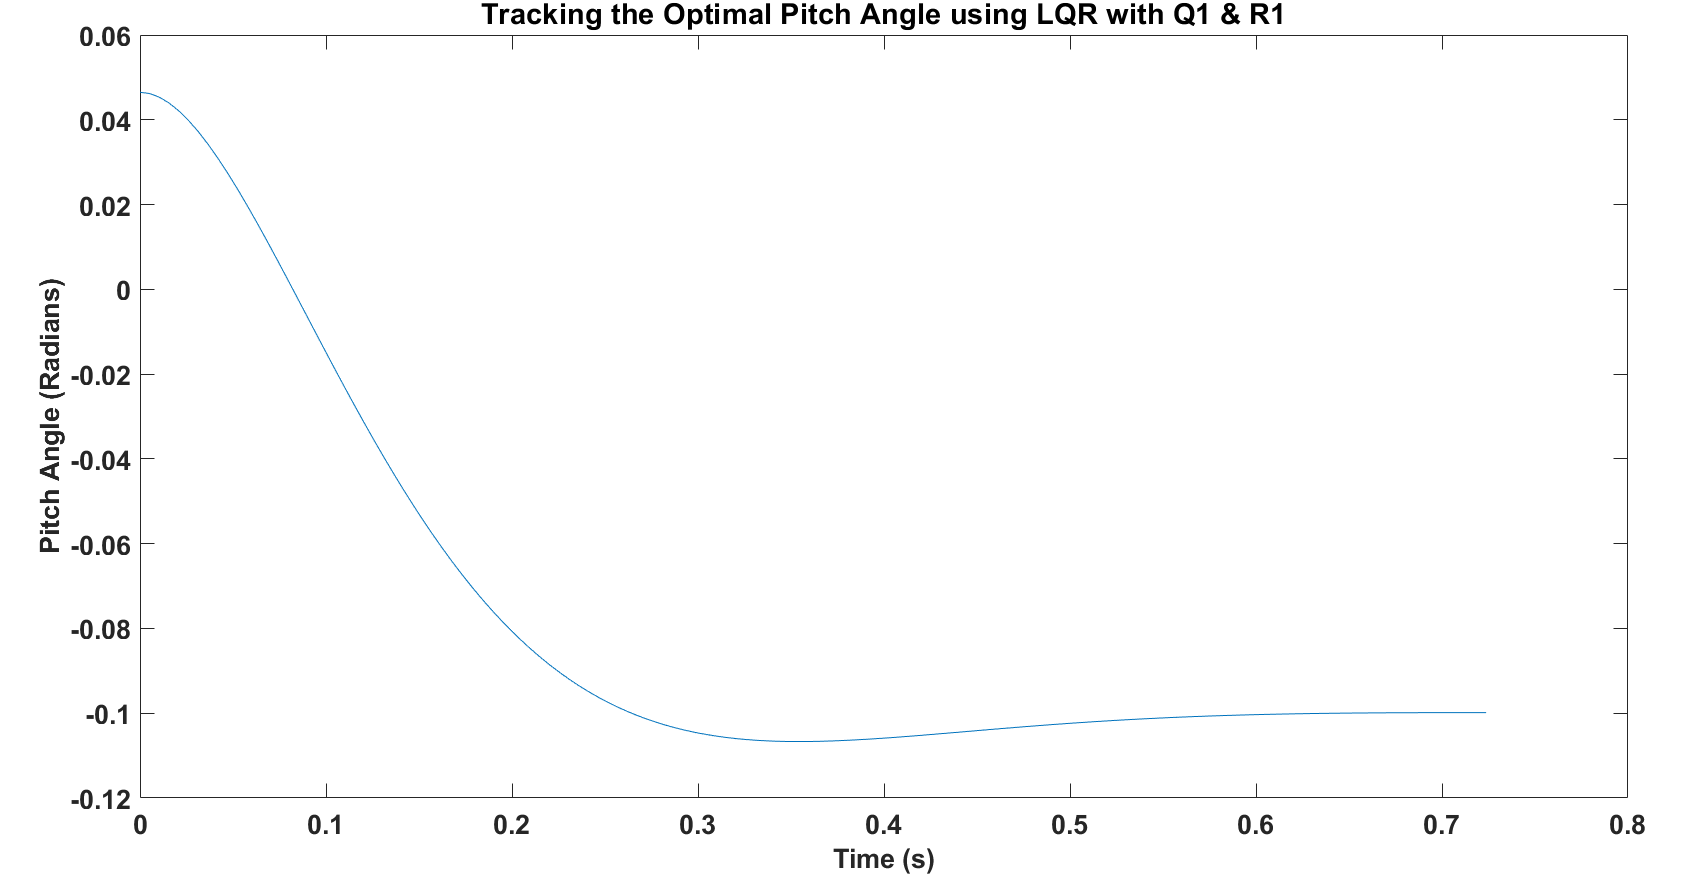 Tracking the Optimal Pitch Angle using LQR with Q1 & R1
0.06
0.04
0.02
0
-0.02
-0.04
-0.06
-0.08
-0.1
-0.12
Pitch Angle (Radians)
0 0.1 0.2 0.3 0.4 0.5 0.6 0.7 0.8
Time (s)